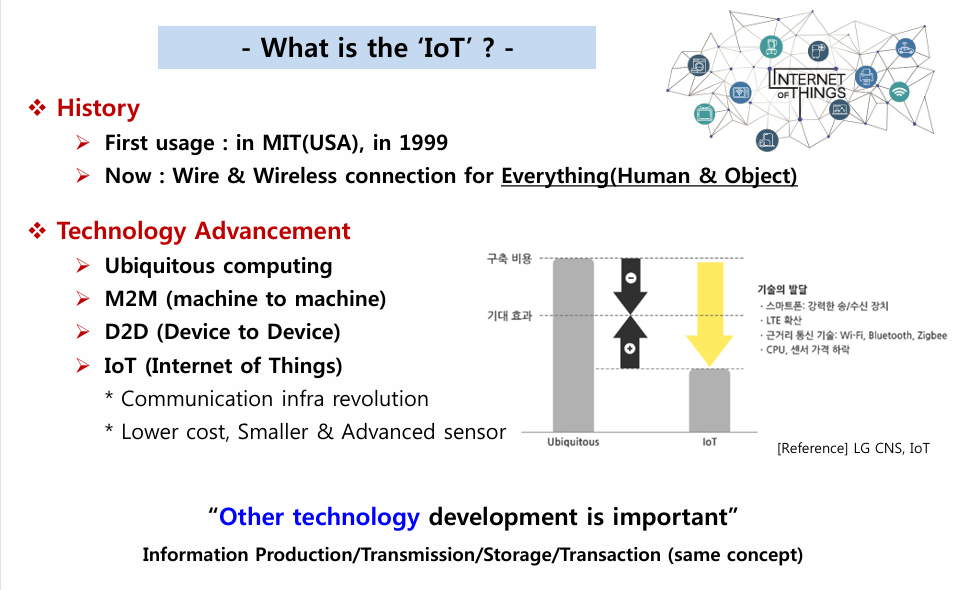 - What is the ‘IoT’ ? -
INTERNET
OF THINGS
❖ History
➢ First usage : in MIT(USA), in 1999
➢ Now : Wire & Wireless connection for Everything(Human & Object)
❖ Technology Advancement
➢ Ubiquitous computing
➢ M2M (machine to machine)
➢ D2D (Device to Device)
➢ IoT (Internet of Things)
* Communication infra revolution
* Lower cost, Smaller & Advanced sensor
구축 비용
기대 효과
Ubiquitous
IoT
기술의 발달
· 스마트폰: 강력한 송/수신 장치
· LTE 확산
· 근거리 통신 기술: Wi-Fi, Bluetooth, Zigbee
· CPU, 센서 가격 하락
[Reference] LG CNS, IoT
“Other technology development is important”
Information Production/Transmission/Storage/Transaction (same concept)